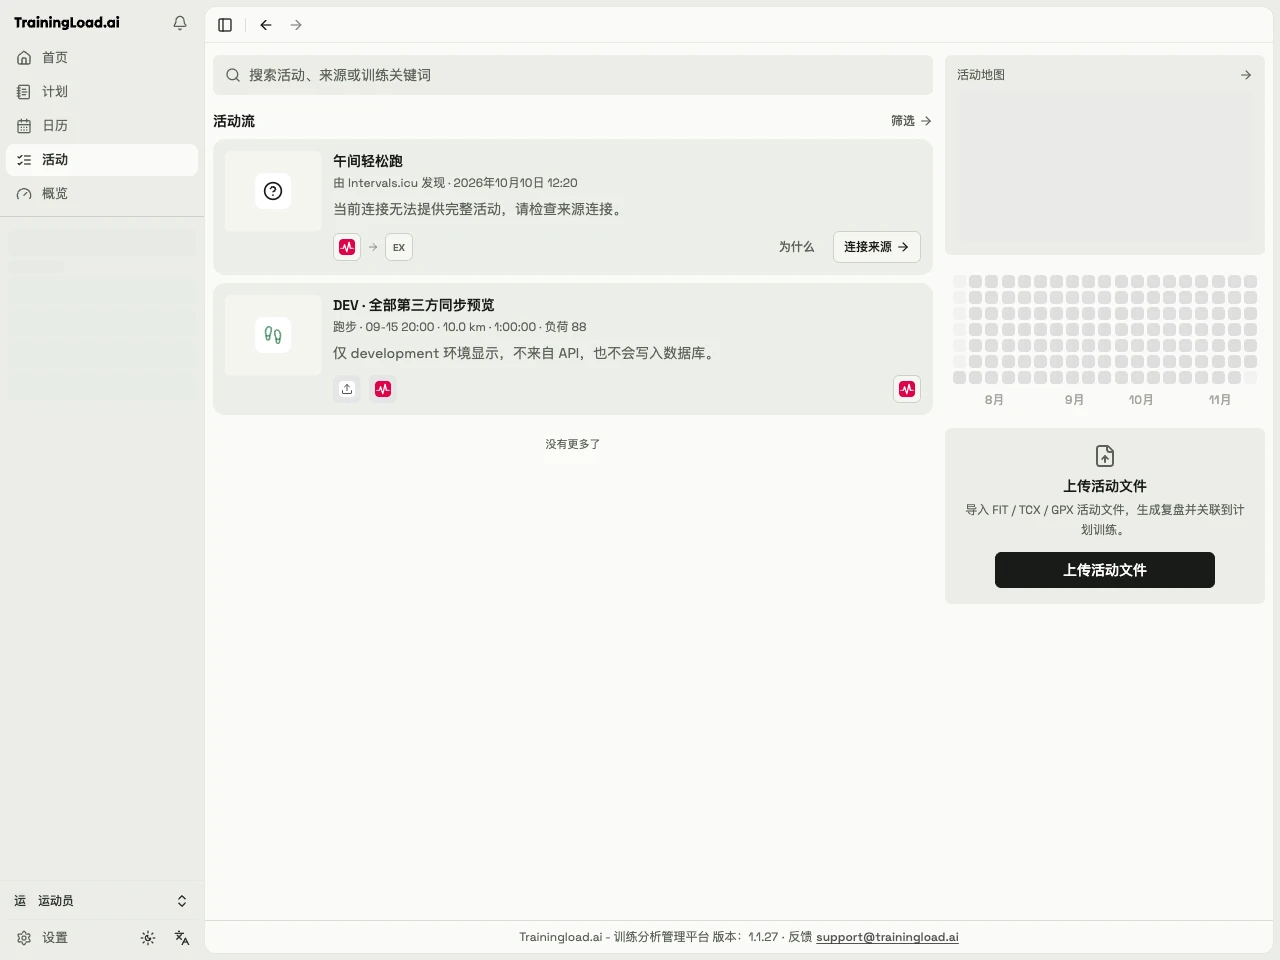 TrainingLoad.ai
首页
计划
日历
活动
概览
运 运动员
设置
搜索活动、来源或训练关键词
活动流
筛选
午间轻松跑
由 Intervals.icu 发现 · 2026年10月10日 12:20
当前连接无法提供完整活动，请检查来源连接。
EX
为什么
连接来源
DEV · 全部第三方同步预览
跑步 · 09-15 20:00 · 10.0 km · 1:00:00 · 负荷 88
仅 development 环境显示，不来自 API，也不会写入数据库。
没有更多了
活动地图
8月 9月 10月 11月
上传活动文件
导入 FIT / TCX / GPX 活动文件，生成复盘并关联到计
划训练。
上传活动文件
Trainingload.ai - 训练分析管理平台 版本：1.1.27 · 反馈 support@trainingload.ai